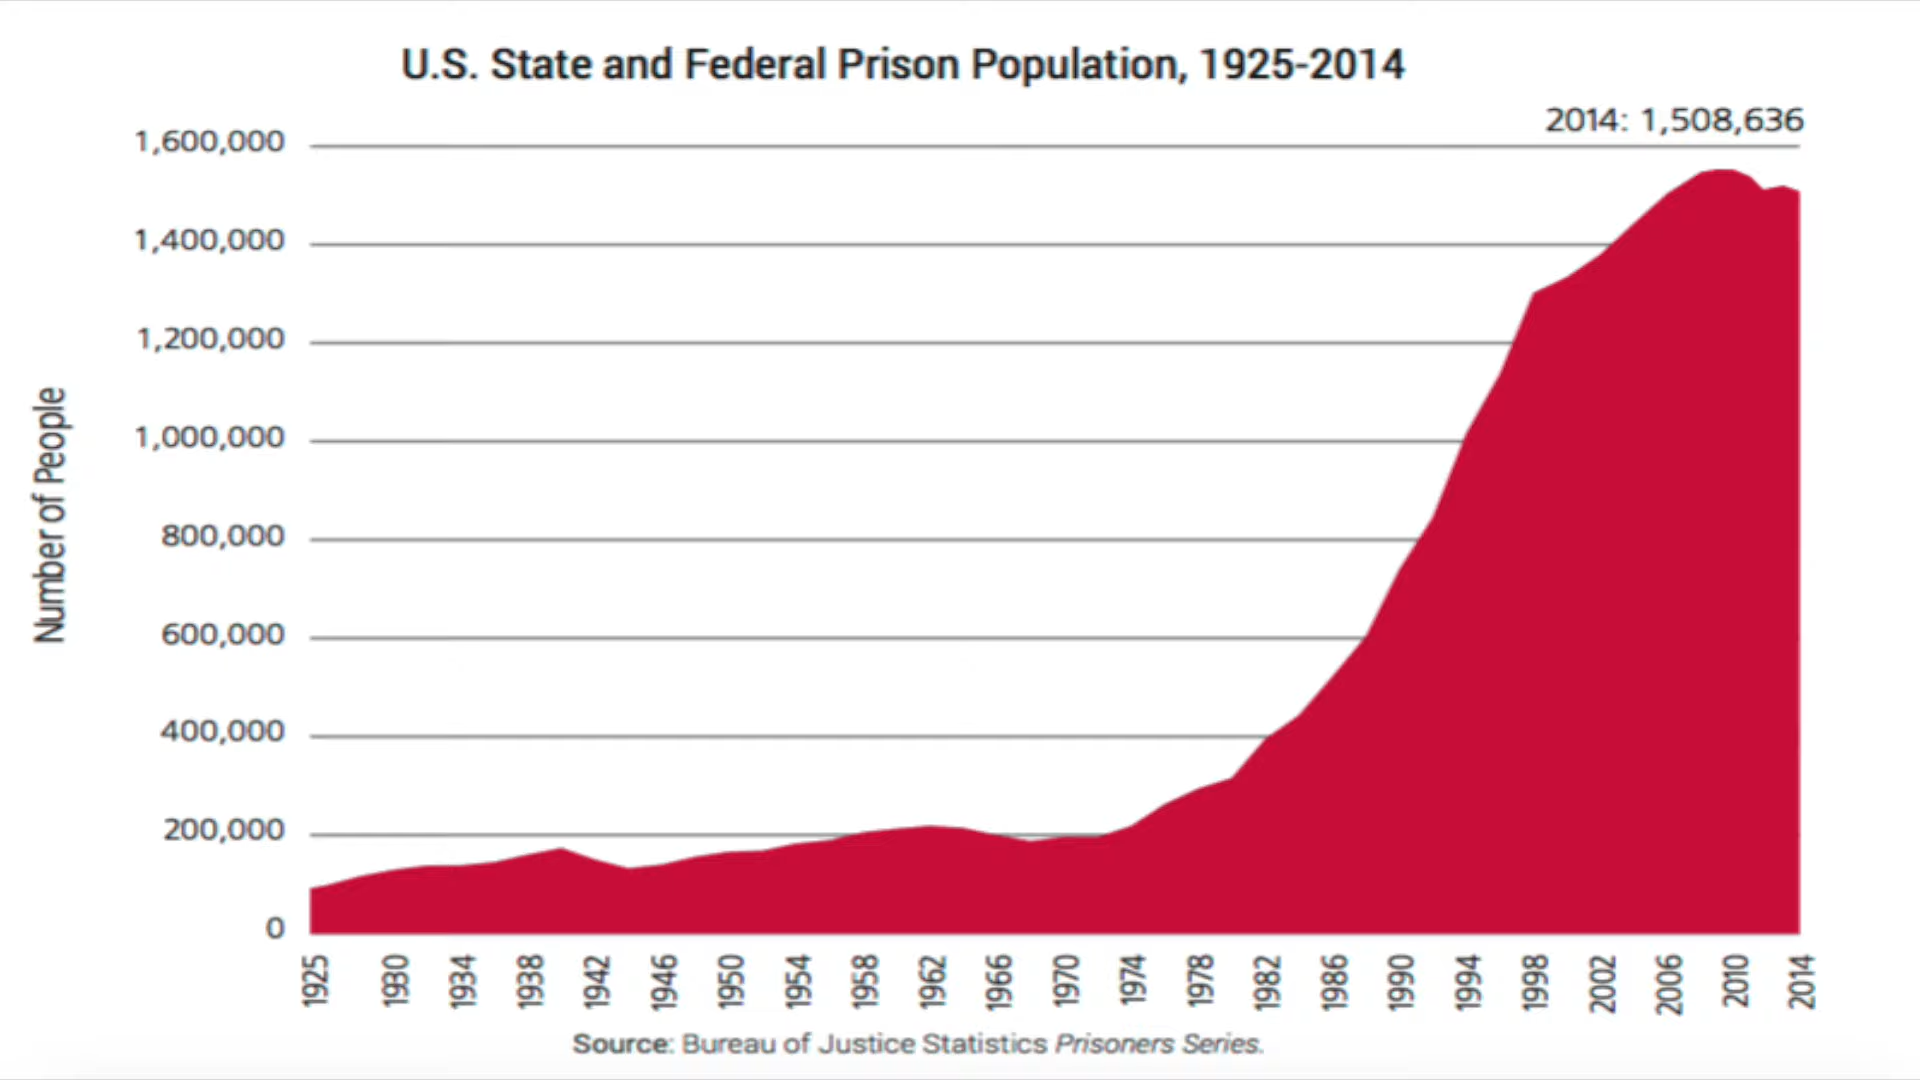 U.S. State and Federal Prison Population, 1925-2014
2014: 1,508,636
1,600,000
1,400,000
1,200,000
1,000,000
800,000
600,000
400,000
200,000
0
Number of People
1925 1930 1934 1938 1942 1946 1950 1954 1958 1962 1966 1970 1974 1978 1982 1986 1990 1994 1998 2002 2006 2010 2014
Source: Bureau of Justice Statistics Prisoners Series.